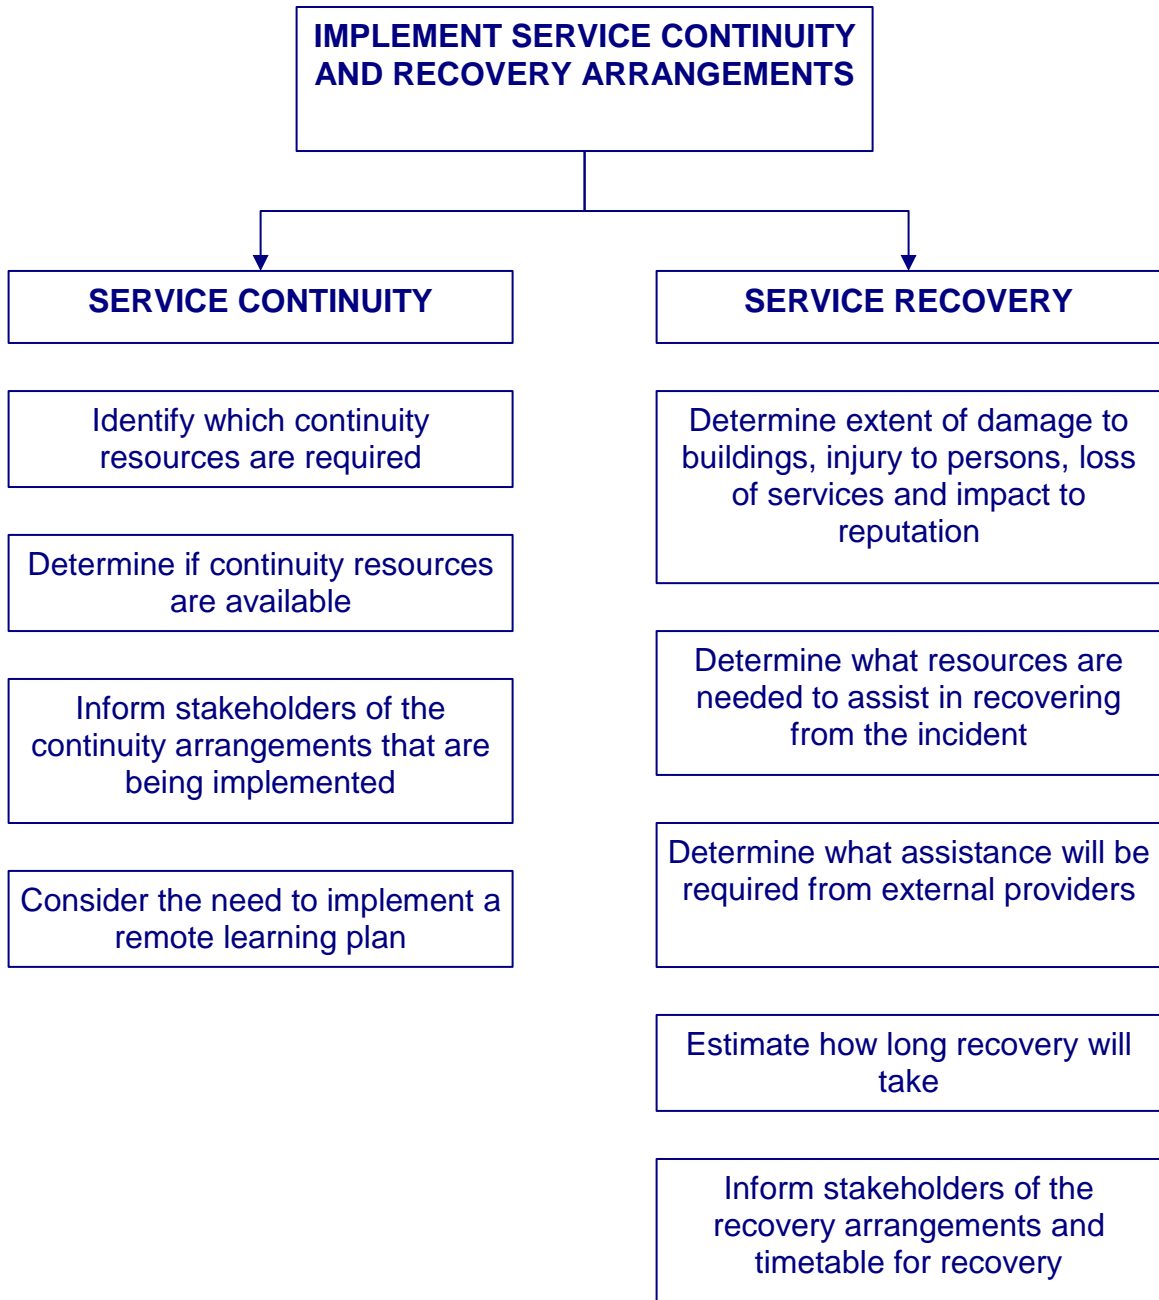 IMPLEMENT SERVICE CONTINUITY
AND RECOVERY ARRANGEMENTS
SERVICE CONTINUITY
Identify which continuity
resources are required
Determine if continuity resources
are available
Inform stakeholders of the
continuity arrangements that are
being implemented
Consider the need to implement a
remote learning plan
SERVICE RECOVERY
Determine extent of damage to
buildings, injury to persons, loss
of services and impact to
reputation
Determine what resources are
needed to assist in recovering
from the incident
Determine what assistance will be
required from external providers
Estimate how long recovery will
take
Inform stakeholders of the
recovery arrangements and
timetable for recovery